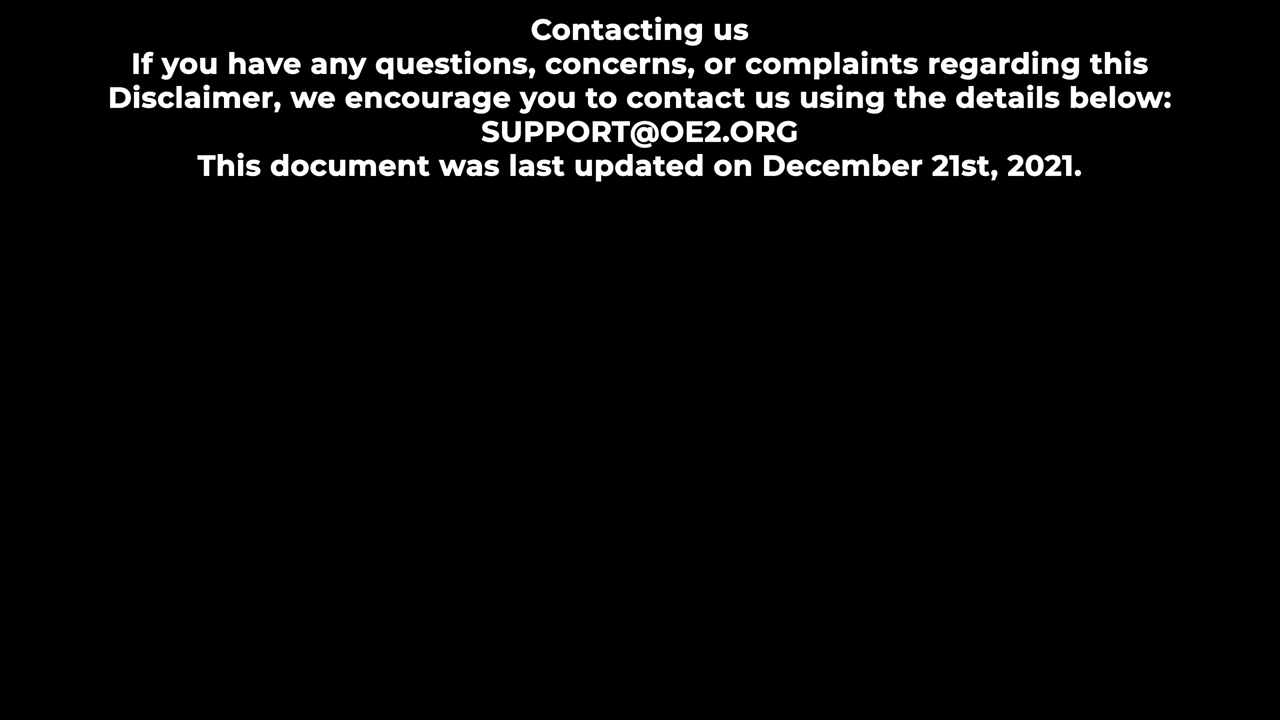 Contacting us
If you have any questions, concerns, or complaints regarding this
Disclaimer, we encourage you to contact us using the details below:
SUPPORT@OE2.ORG
This document was last updated on December 21st, 2021.